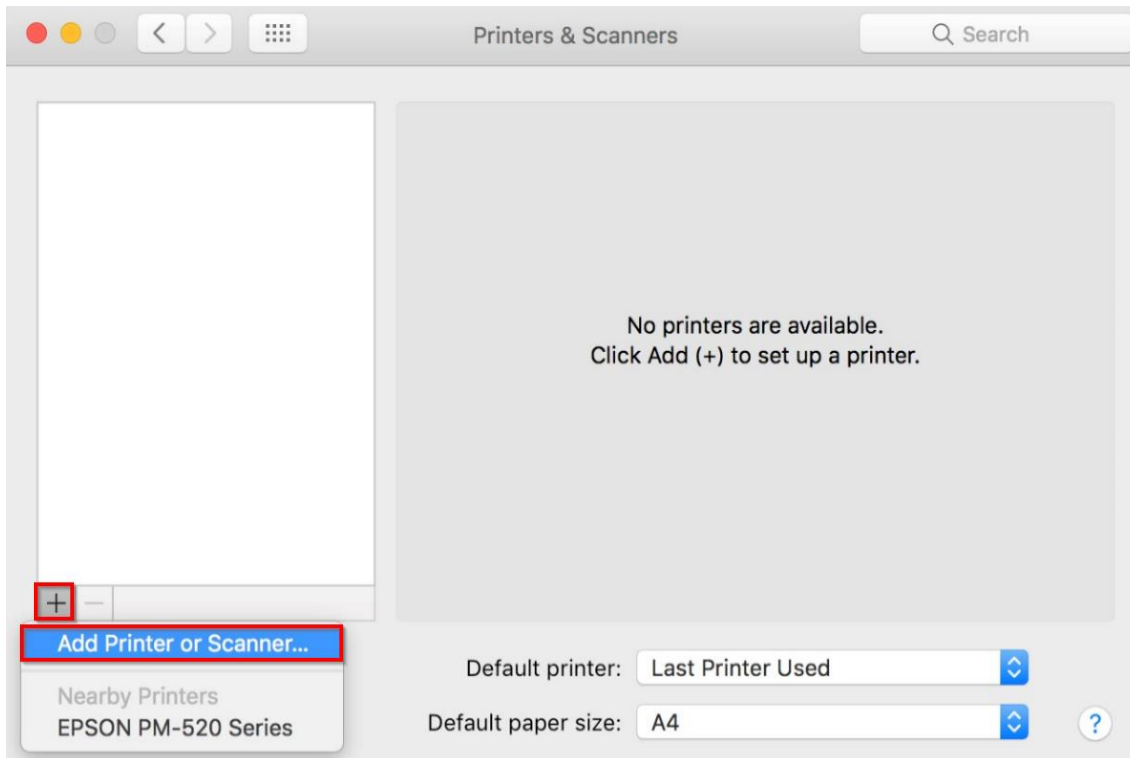 Printers & Scanners
Search
No printers are available.
Click Add (+) to set up a printer.
+ −
Add Printer or Scanner...
Nearby Printers
EPSON PM-520 Series
Default printer: Last Printer Used
Default paper size: A4
?